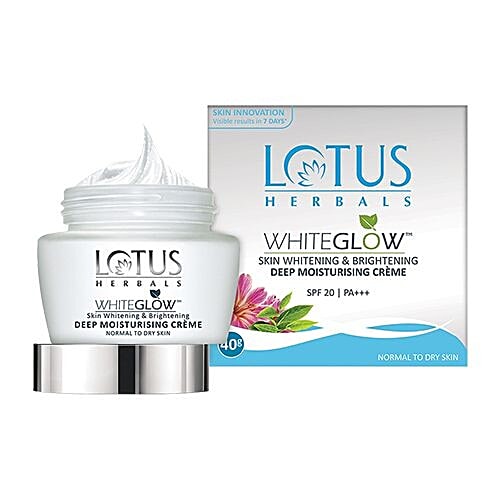 SKIN INNOVATION
Visible results in 7 DAYS*
LOTUS
HERBALS
WHITEGLOW™
SKIN WHITENING & BRIGHTENING
DEEP MOISTURISING CRÈME
SPF 20 | PA+++
40g
NORMAL TO DRY SKIN
LOTUS
HERBALS
WHITEGLOW™
Skin Whitening & Brightening
DEEP MOISTURISING CRÈME
NORMAL TO DRY SKIN